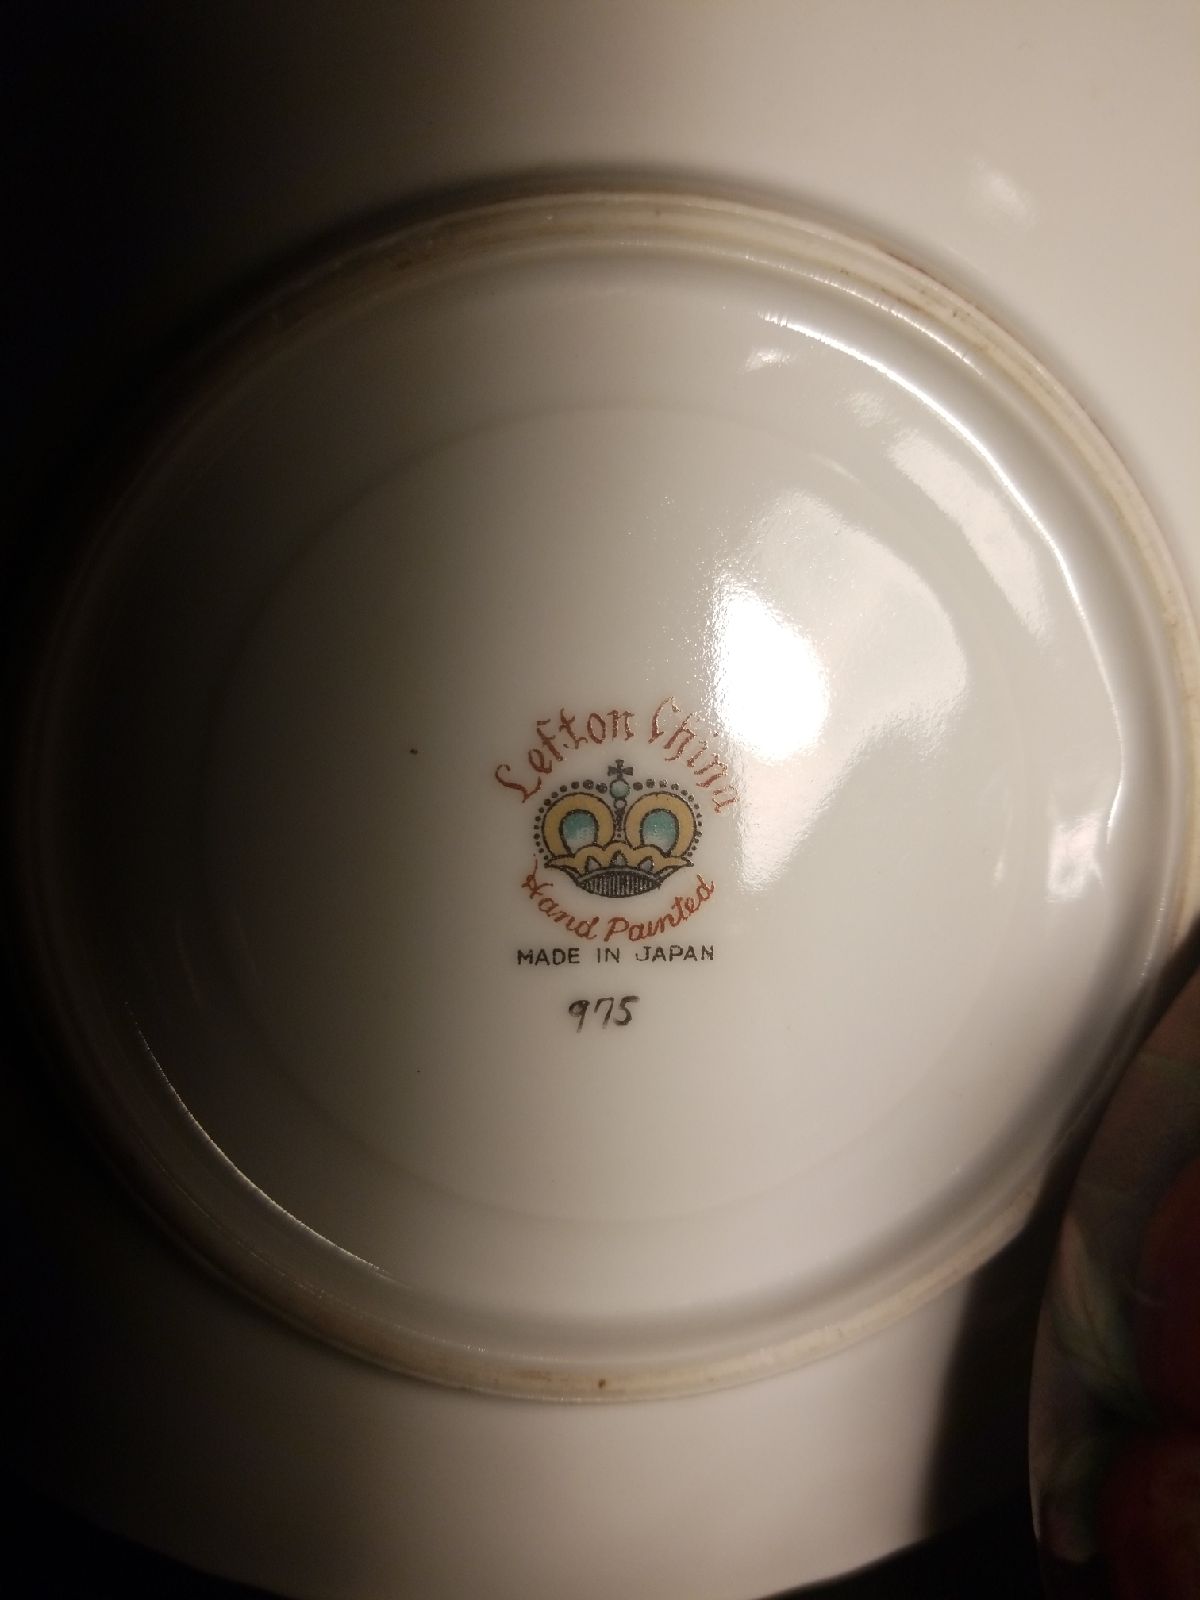 Lefton China
Hand Painted
MADE IN JAPAN
975